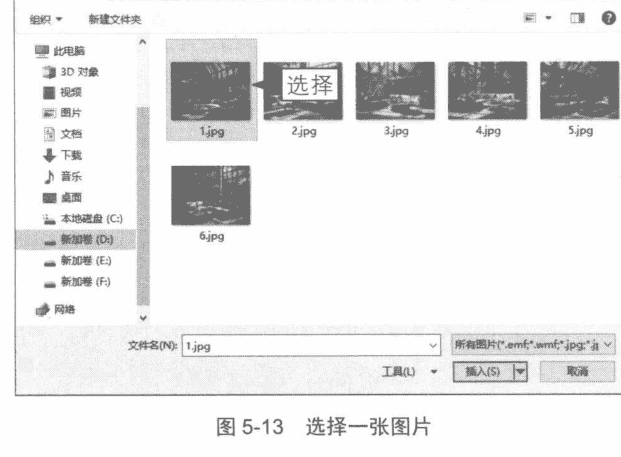 组织 新建文件夹
此电脑
3D 对象
视频
图片
文档
下载
音乐
桌面
本地磁盘 (C:)
新加卷 (D:)
新加卷 (E:)
新加卷 (F:)
网络
选择
1.jpg 2.jpg 3.jpg 4.jpg 5.jpg
6.jpg
文件名(N): 1.jpg 所有图片(*.emf;*.wmf;*.jpg;*.j
工具(L) 插入(S) 取消
图 5-13 选择一张图片